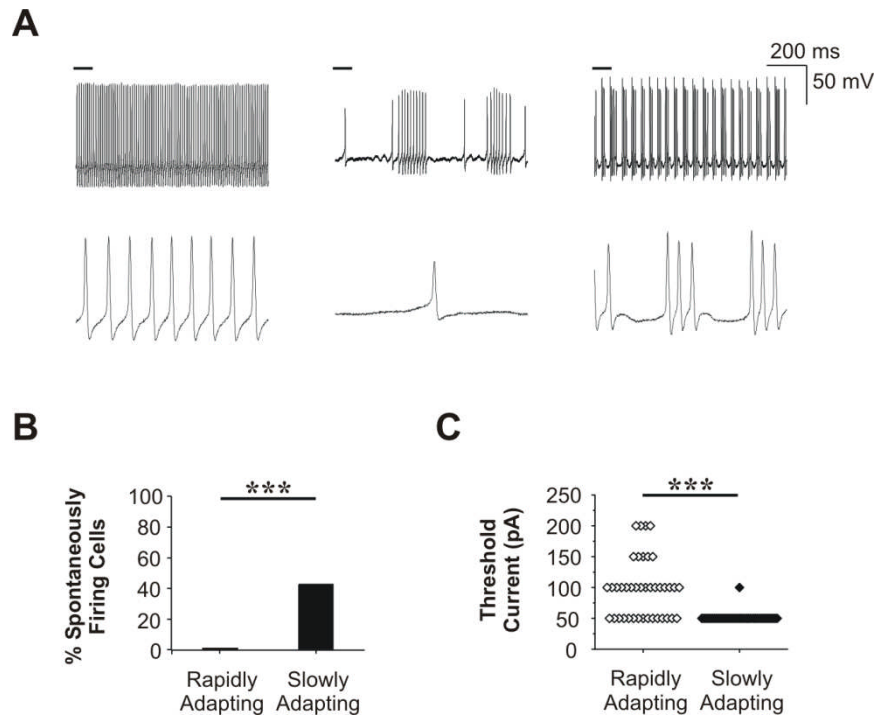 A
200 ms
50 mV
B
***
% Spontaneously
Firing Cells
100
80
60
40
20
0
Rapidly
Adapting
Slowly
Adapting
C
***
Threshold
Current (pA)
250
200
150
100
50
0
Rapidly
Adapting
Slowly
Adapting